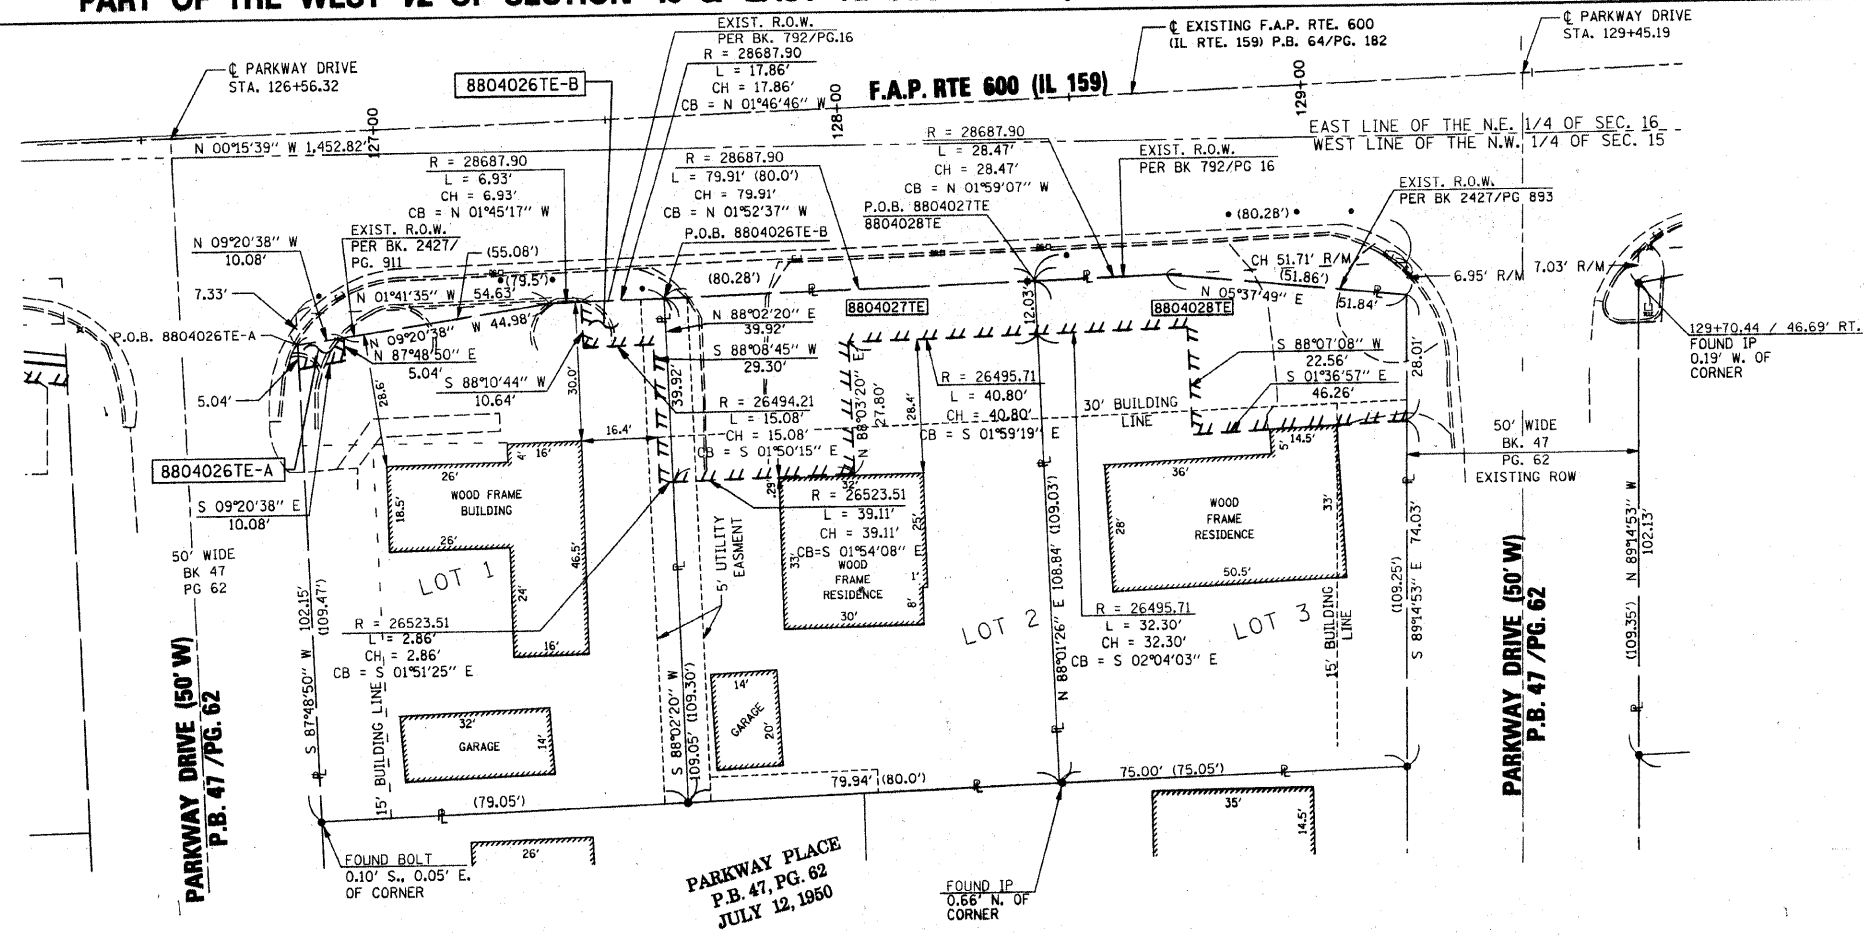 EXIST. R.O.W.
PER BK. 792/PG.16
R = 28687.90
L = 17.86'
CH = 17.86'
CB = N 01°46'46" W
℄ EXISTING F.A.P. RTE. 600
(IL RTE. 159) P.B. 64/PG. 182
℄ PARKWAY DRIVE
STA. 129+45.19
℄ PARKWAY DRIVE
STA. 126+56.32
8804026TE-B
F.A.P. RTE 600 (IL 159)
127+00
128+00
129+00
N 00°15'39" W 1,452.82'
EAST LINE OF THE N.E. 1/4 OF SEC. 16
WEST LINE OF THE N.W. 1/4 OF SEC. 15
R = 28687.90
L = 6.93'
CH = 6.93'
CB = N 01°45'17" W
R = 28687.90
L = 79.91' (80.0')
CH = 79.91'
CB = N 01°52'37" W
P.O.B. 8804026TE-B
R = 28687.90
L = 28.47'
CH = 28.47'
CB = N 01°59'07" W
P.O.B. 8804027TE
8804028TE
EXIST. R.O.W.
PER BK 792/PG 16
EXIST. R.O.W.
PER BK 2427/PG 893
N 09°20'38" W
10.08'
EXIST. R.O.W.
PER BK. 2427/
PG. 911
(55.08')
(79.5')
(80.28')
(80.28')
CH 51.71' R/M
(51.86')
6.95' R/M
7.03' R/M
7.33'
N 01°41'35" W 54.63'
N 05°37'49" E
51.84'
P.O.B. 8804026TE-A
N 09°20'38" W 44.98'
N 87°48'50" E
5.04'
N 88°02'20" E
39.92'
8804027TE
8804028TE
12.03'
129+70.44 / 46.69' RT.
FOUND IP
0.19' W. OF
CORNER
5.04'
28.6'
S 88°10'44" W
10.64'
30.0'
39.92'
S 88°08'45" W
29.30'
N 88°03'20" E
27.80'
28.4'
R = 26495.71
L = 40.80'
CH = 40.80'
CB = S 01°59'19" E
S 88°07'08" W
22.56'
S 01°36'57" E
46.26'
28.01'
R = 26494.21
L = 15.08'
CH = 15.08'
CB = S 01°50'15" E
30' BUILDING
LINE
16.4'
8804026TE-A
S 09°20'38" E
10.08'
50' WIDE
BK 47
PG 62
50' WIDE
BK. 47
PG. 62
EXISTING ROW
26'
4'
16'
18.5'
WOOD FRAME
BUILDING
26'
24'
46.5'
16'
LOT 1
5' UTILITY
EASMENT
.29'
32'
R = 26523.51
L = 39.11'
CH = 39.11'
CB=S 01°54'08" E
25'
33'
WOOD
FRAME
RESIDENCE
1'
8'
30'
LOT 2
36'
5'
14.5'
28'
WOOD
FRAME
RESIDENCE
33'
50.5'
LOT 3
R = 26523.51
L = 2.86'
CH = 2.86'
CB = S 01°51'25" E
R = 26495.71
L = 32.30'
CH = 32.30'
CB = S 02°04'03" E
S 87°48'50" W 102.15'
(109.47')
S 88°02'20" W
109.05' (109.30')
N 88°01'26" E 108.84' (109.03')
15' BUILDING
LINE
(109.25')
S 89°14'53" E 74.03'
(109.35') N 89°14'53" W
102.13'
PARKWAY DRIVE (50' W)
P.B. 47 /PG. 62
PARKWAY DRIVE (50' W)
P.B. 47 /PG. 62
15' BUILDING LINE
32'
GARAGE
14'
14'
GARAGE
20'
(79.05')
79.94' (80.0')
75.00' (75.05')
26'
35'
14.5'
FOUND BOLT
0.10' S., 0.05' E.
OF CORNER
PARKWAY PLACE
P.B. 47, PG. 62
JULY 12, 1950
FOUND IP
0.66' N. OF
CORNER